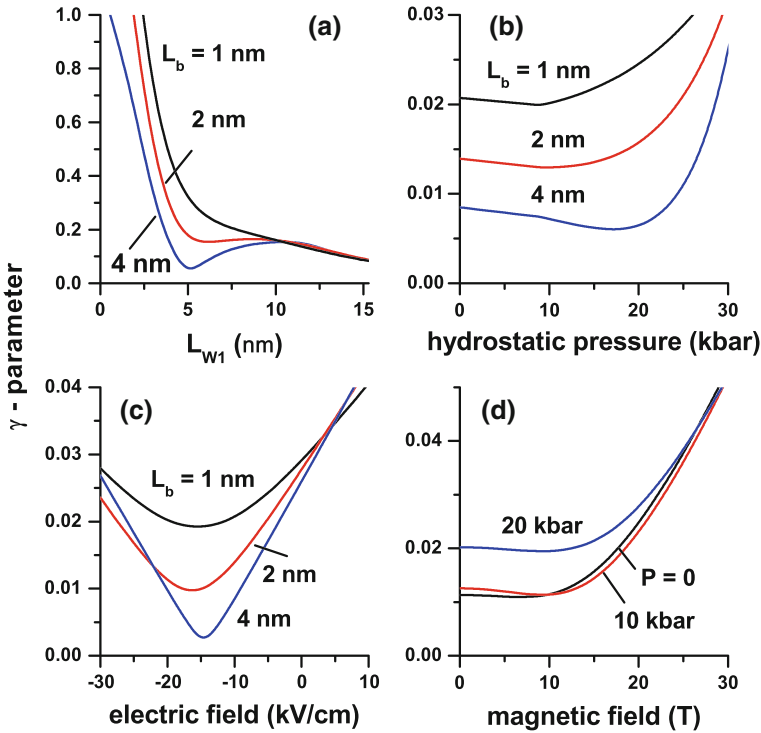 γ - parameter
(a)
L_b = 1 nm
2 nm
4 nm
1.0
0.8
0.6
0.4
0.2
0.0
0 5 10 15
L_W1 (nm)
(b)
L_b = 1 nm
2 nm
4 nm
0.03
0.02
0.01
0.00
0 10 20 30
hydrostatic pressure (kbar)
(c)
L_b = 1 nm
2 nm
4 nm
0.04
0.03
0.02
0.01
0.00
-30 -20 -10 0 10
electric field (kV/cm)
(d)
20 kbar
P = 0
10 kbar
0.04
0.02
0.00
0 10 20 30
magnetic field (T)